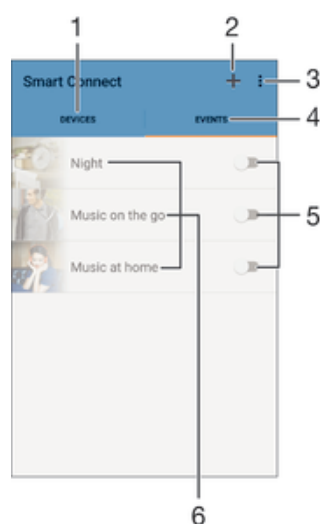 1
2
Smart Connect
3
DEVICES
EVENTS
4
Night
Music on the go
5
Music at home
6